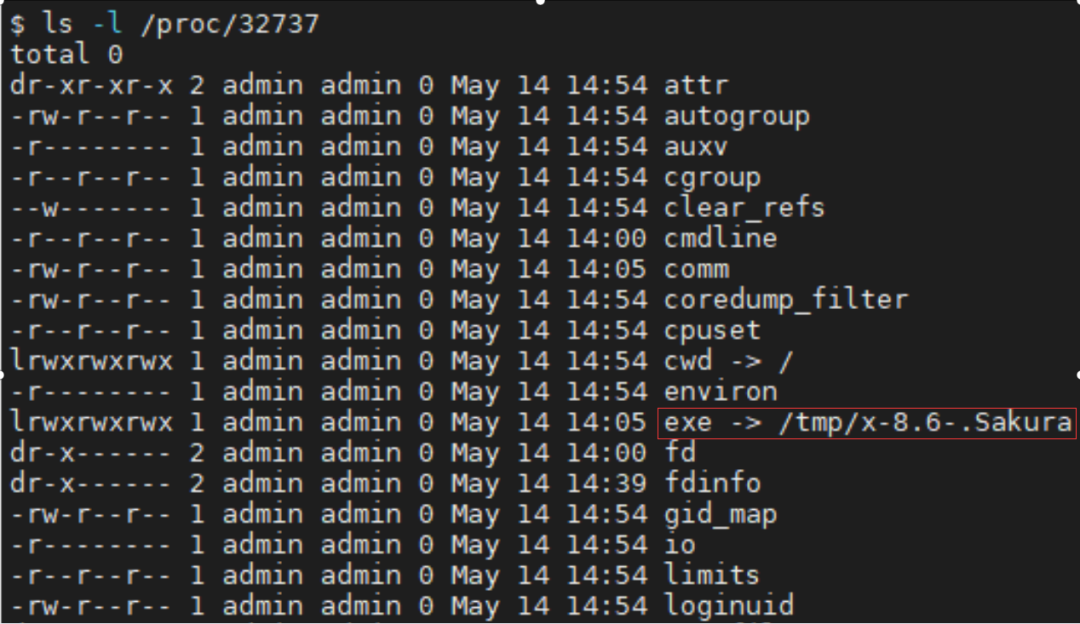 $ ls -l /proc/32737
total 0
dr-xr-xr-x 2 admin admin 0 May 14 14:54 attr
-rw-r--r-- 1 admin admin 0 May 14 14:54 autogroup
-r-------- 1 admin admin 0 May 14 14:54 auxv
-r--r--r-- 1 admin admin 0 May 14 14:54 cgroup
--w------- 1 admin admin 0 May 14 14:54 clear_refs
-r--r--r-- 1 admin admin 0 May 14 14:00 cmdline
-rw-r--r-- 1 admin admin 0 May 14 14:05 comm
-rw-r--r-- 1 admin admin 0 May 14 14:54 coredump_filter
-r--r--r-- 1 admin admin 0 May 14 14:54 cpuset
lrwxrwxrwx 1 admin admin 0 May 14 14:54 cwd -> /
-r-------- 1 admin admin 0 May 14 14:54 environ
lrwxrwxrwx 1 admin admin 0 May 14 14:05 exe -> /tmp/x-8.6-.Sakura
dr-x------ 2 admin admin 0 May 14 14:00 fd
dr-x------ 2 admin admin 0 May 14 14:39 fdinfo
-rw-r--r-- 1 admin admin 0 May 14 14:54 gid_map
-r-------- 1 admin admin 0 May 14 14:54 io
-r--r--r-- 1 admin admin 0 May 14 14:54 limits
-rw-r--r-- 1 admin admin 0 May 14 14:54 loginuid